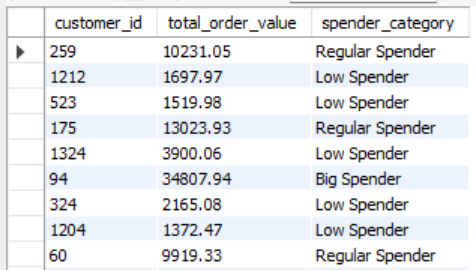 customer_id total_order_value spender_category
259 10231.05 Regular Spender
1212 1697.97 Low Spender
523 1519.98 Low Spender
175 13023.93 Regular Spender
1324 3900.06 Low Spender
94 34807.94 Big Spender
324 2165.08 Low Spender
1204 1372.47 Low Spender
60 9919.33 Regular Spender